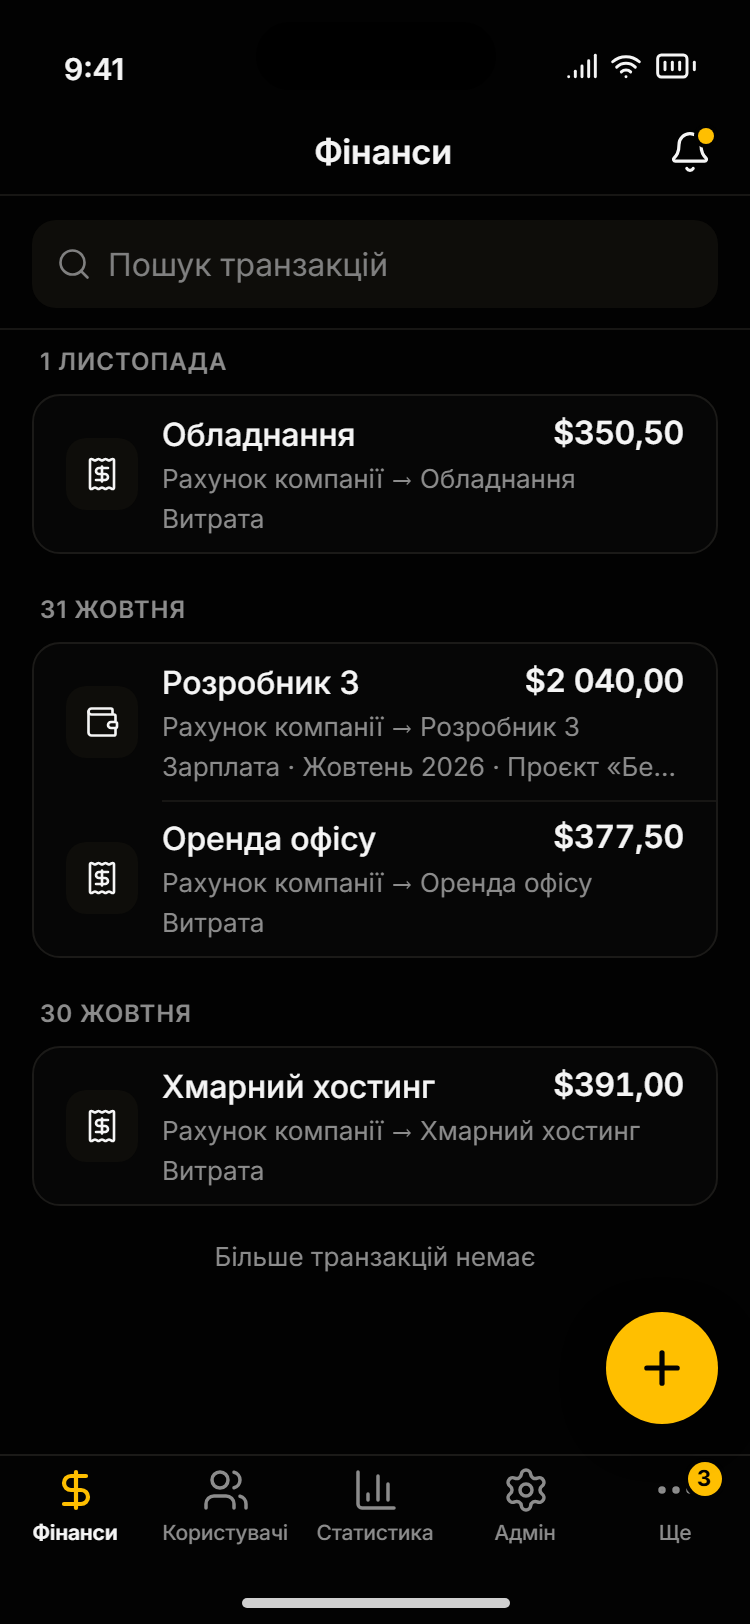 9:41
Фінанси
Пошук транзакцій
1 ЛИСТОПАДА
Обладнання $350,50
Рахунок компанії → Обладнання
Витрата
31 ЖОВТНЯ
Розробник 3 $2 040,00
Рахунок компанії → Розробник 3
Зарплата · Жовтень 2026 · Проєкт «Бе...
Оренда офісу $377,50
Рахунок компанії → Оренда офісу
Витрата
30 ЖОВТНЯ
Хмарний хостинг $391,00
Рахунок компанії → Хмарний хостинг
Витрата
Більше транзакцій немає
3
Фінанси Користувачі Статистика Адмін Ще